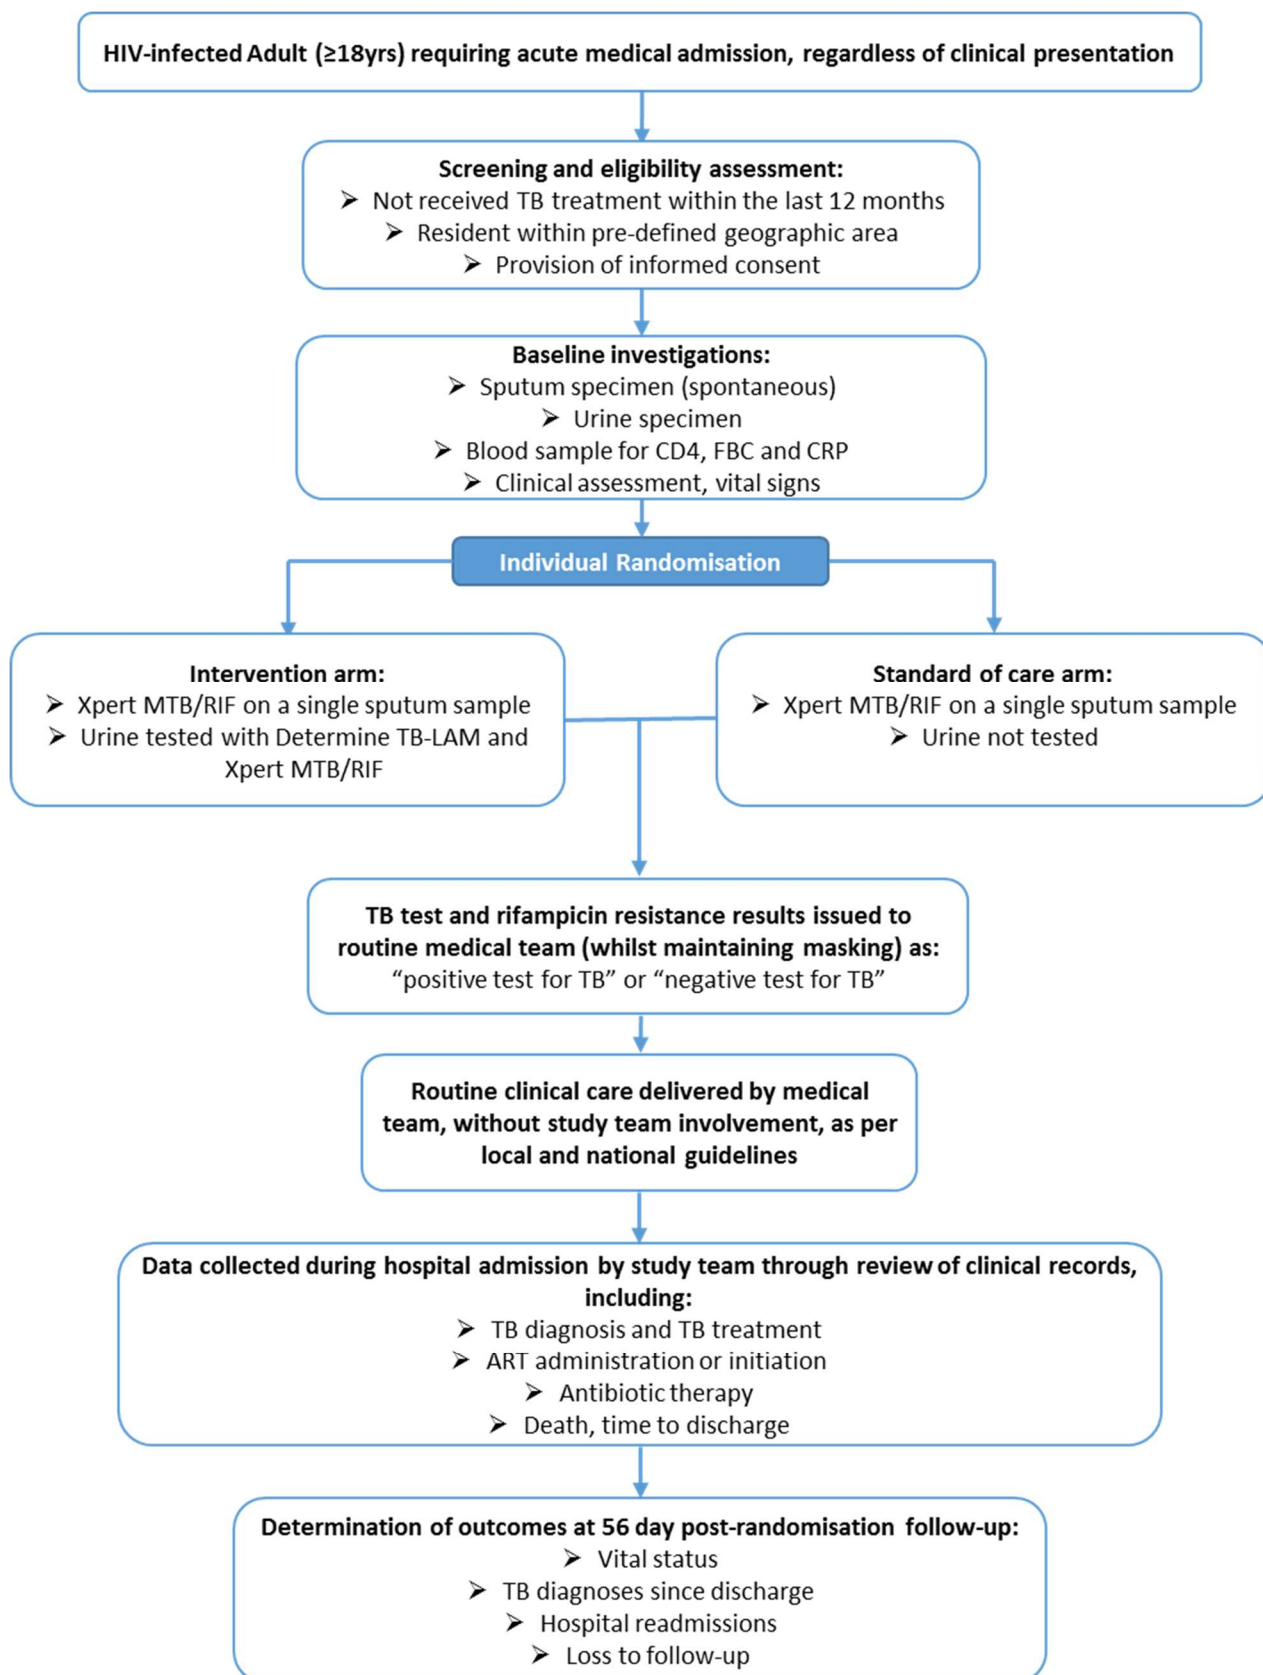 HIV-infected Adult (≥18yrs) requiring acute medical admission, regardless of clinical presentation
Screening and eligibility assessment:
➢ Not received TB treatment within the last 12 months
➢ Resident within pre-defined geographic area
➢ Provision of informed consent
Baseline investigations:
➢ Sputum specimen (spontaneous)
➢ Urine specimen
➢ Blood sample for CD4, FBC and CRP
➢ Clinical assessment, vital signs
Individual Randomisation
Intervention arm:
➢ Xpert MTB/RIF on a single sputum sample
➢ Urine tested with Determine TB-LAM and
Xpert MTB/RIF
Standard of care arm:
➢ Xpert MTB/RIF on a single sputum sample
➢ Urine not tested
TB test and rifampicin resistance results issued to
routine medical team (whilst maintaining masking) as:
“positive test for TB” or “negative test for TB”
Routine clinical care delivered by medical
team, without study team involvement, as per
local and national guidelines
Data collected during hospital admission by study team through review of clinical records,
including:
➢ TB diagnosis and TB treatment
➢ ART administration or initiation
➢ Antibiotic therapy
➢ Death, time to discharge
Determination of outcomes at 56 day post-randomisation follow-up:
➢ Vital status
➢ TB diagnoses since discharge
➢ Hospital readmissions
➢ Loss to follow-up